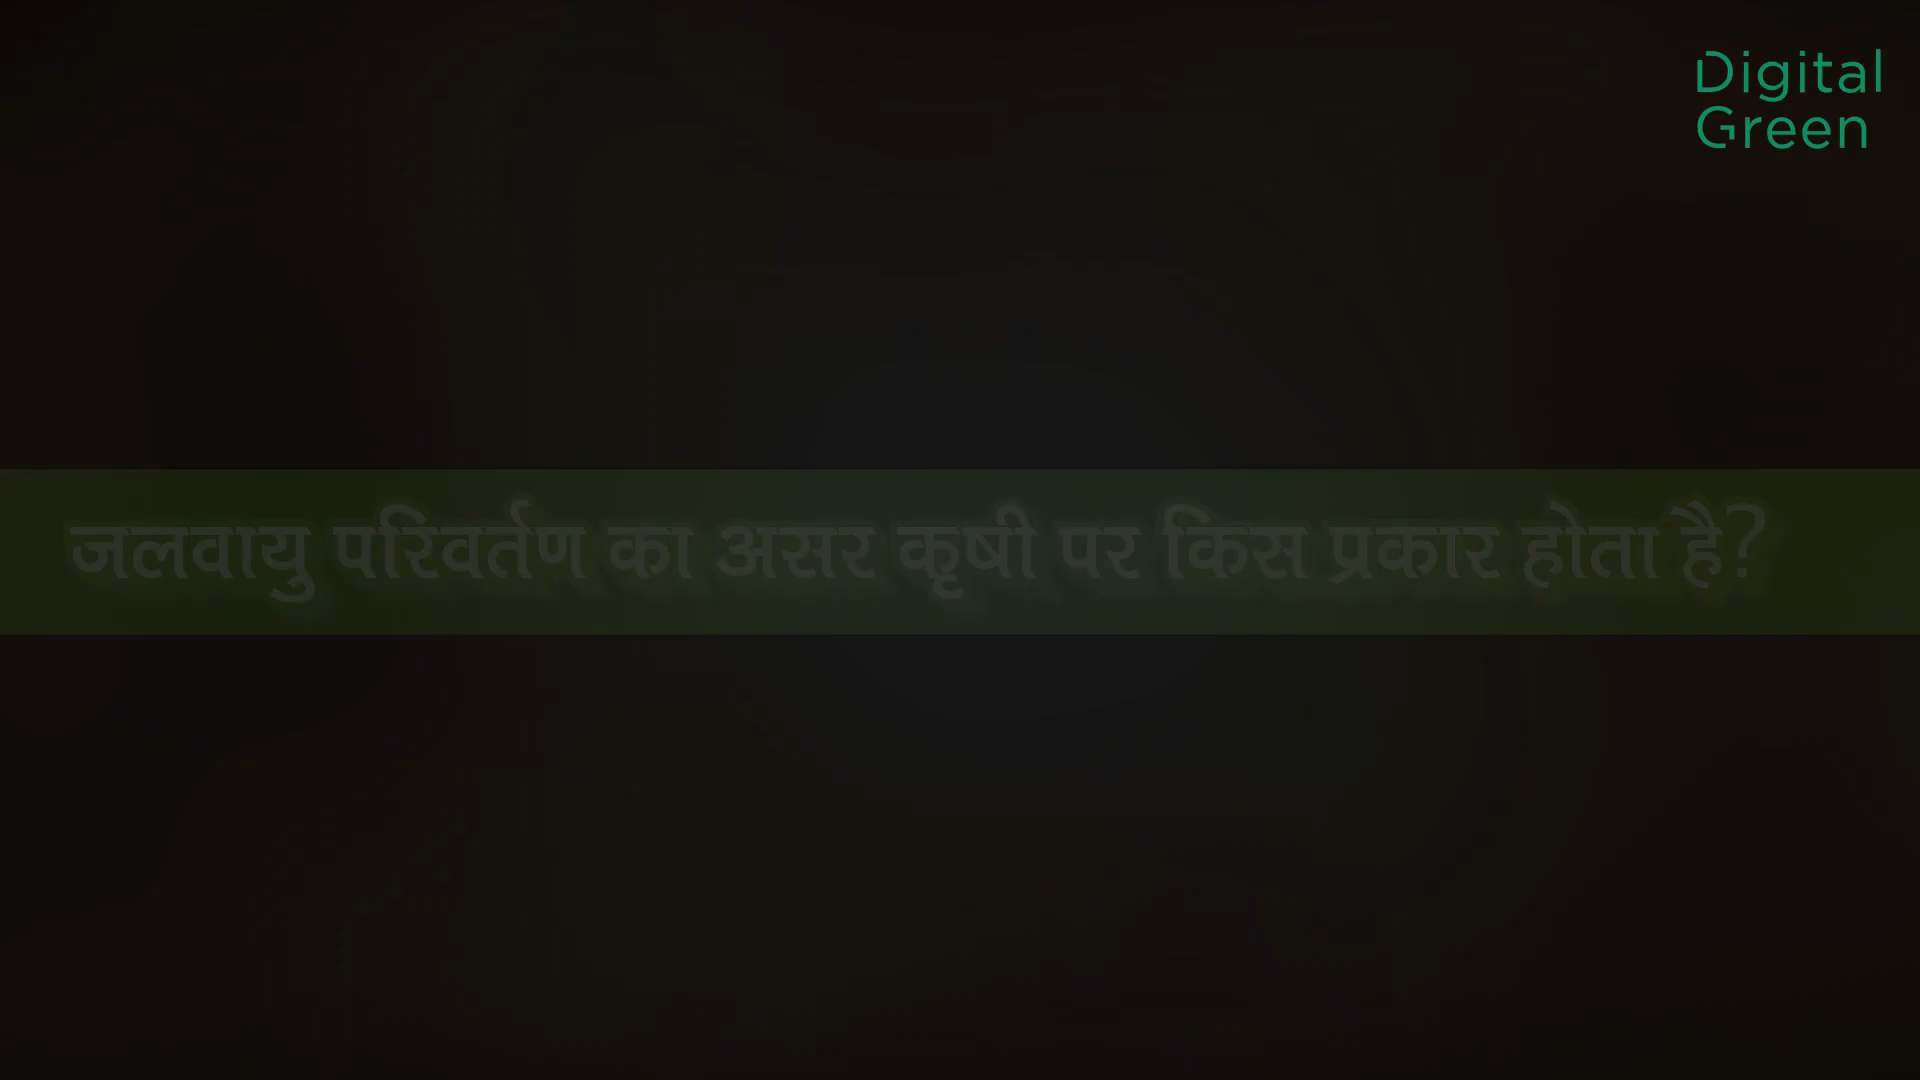 Digital
Green
जलवायु परिवर्तण का असर कृषी पर किस प्रकार होता है?